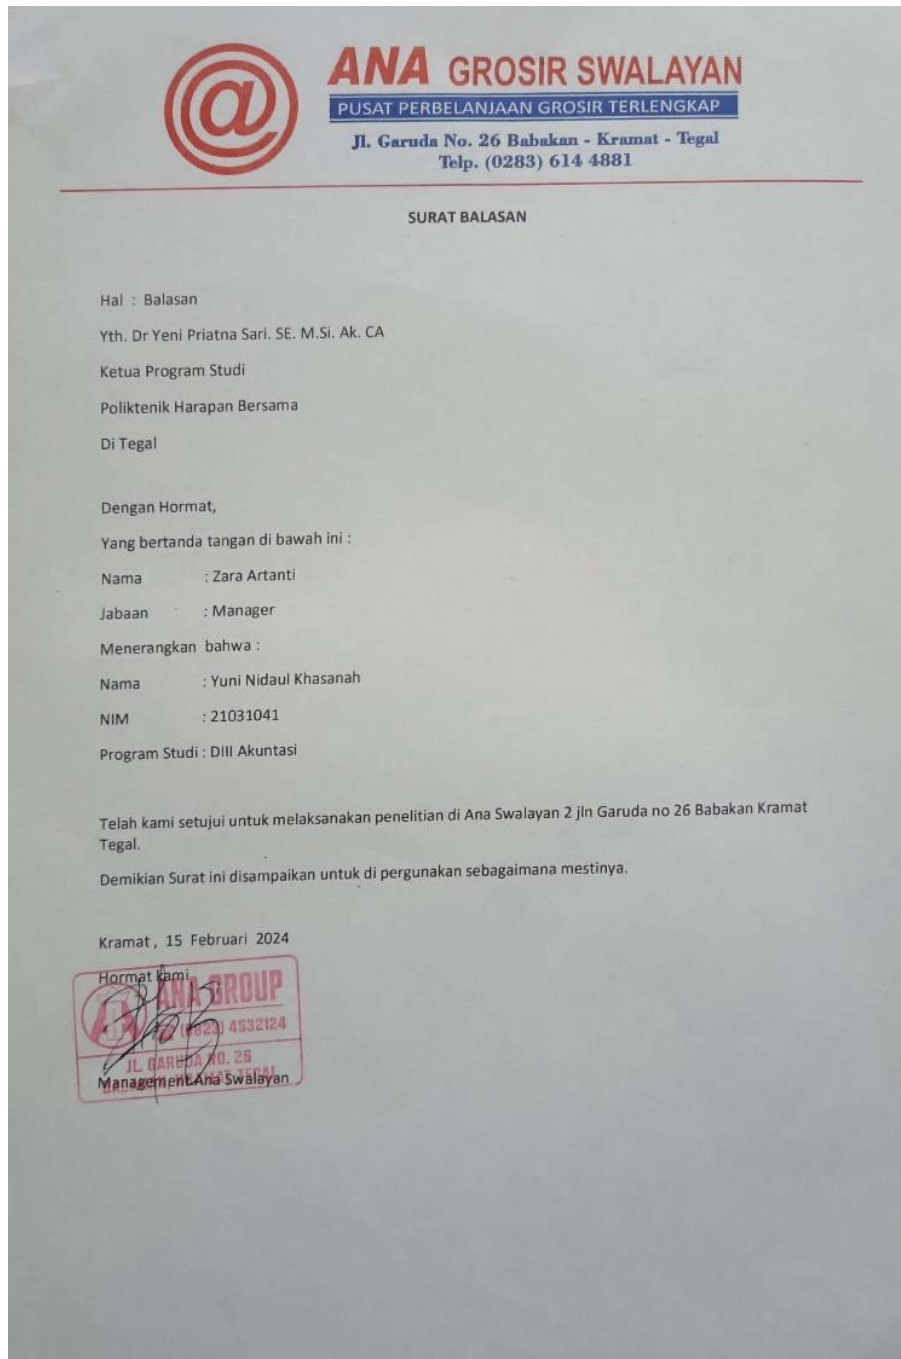 @
ANA GROSIR SWALAYAN
PUSAT PERBELANJAAN GROSIR TERLENGKAP
Jl. Garuda No. 26 Babakan - Kramat - Tegal
Telp. (0283) 614 4881
SURAT BALASAN
Hal : Balasan
Yth. Dr Yeni Priatna Sari. SE. M.Si. Ak. CA
Ketua Program Studi
Poliktenik Harapan Bersama
Di Tegal
Dengan Hormat,
Yang bertanda tangan di bawah ini :
Nama : Zara Artanti
Jabaan : Manager
Menerangkan bahwa :
Nama : Yuni Nidaul Khasanah
NIM : 21031041
Program Studi : DIII Akuntasi
Telah kami setujui untuk melaksanakan penelitian di Ana Swalayan 2 jln Garuda no 26 Babakan Kramat
Tegal.
Demikian Surat ini disampaikan untuk di pergunakan sebagaimana mestinya.
Kramat, 15 Februari 2024
Hormat kami
ANA GROUP
4532124
JL. GARUDA NO. 26
Management Ana Swalayan